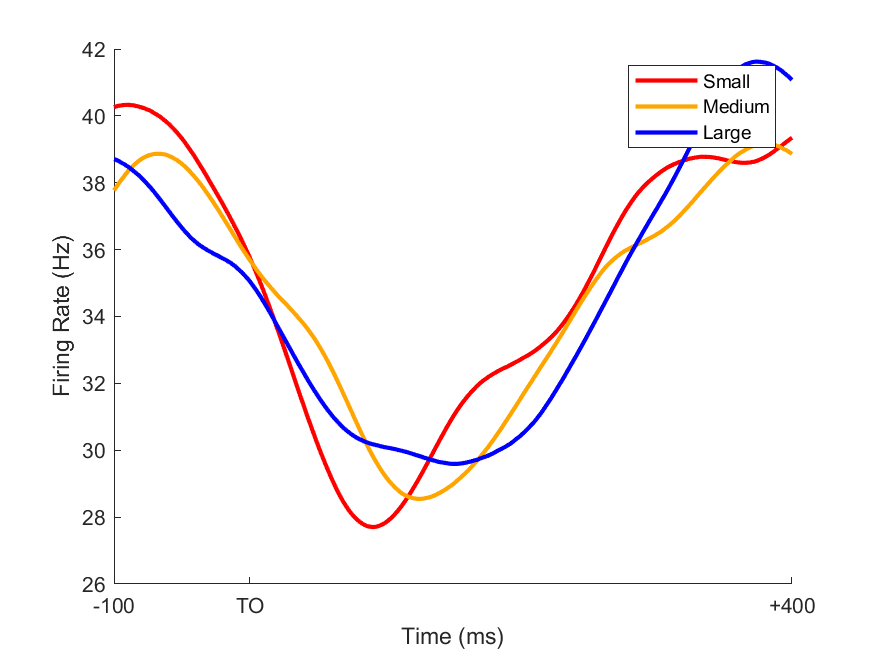 42
40
38
36
34
32
30
28
26
Firing Rate (Hz)
Small
Medium
Large
-100
TO
+400
Time (ms)